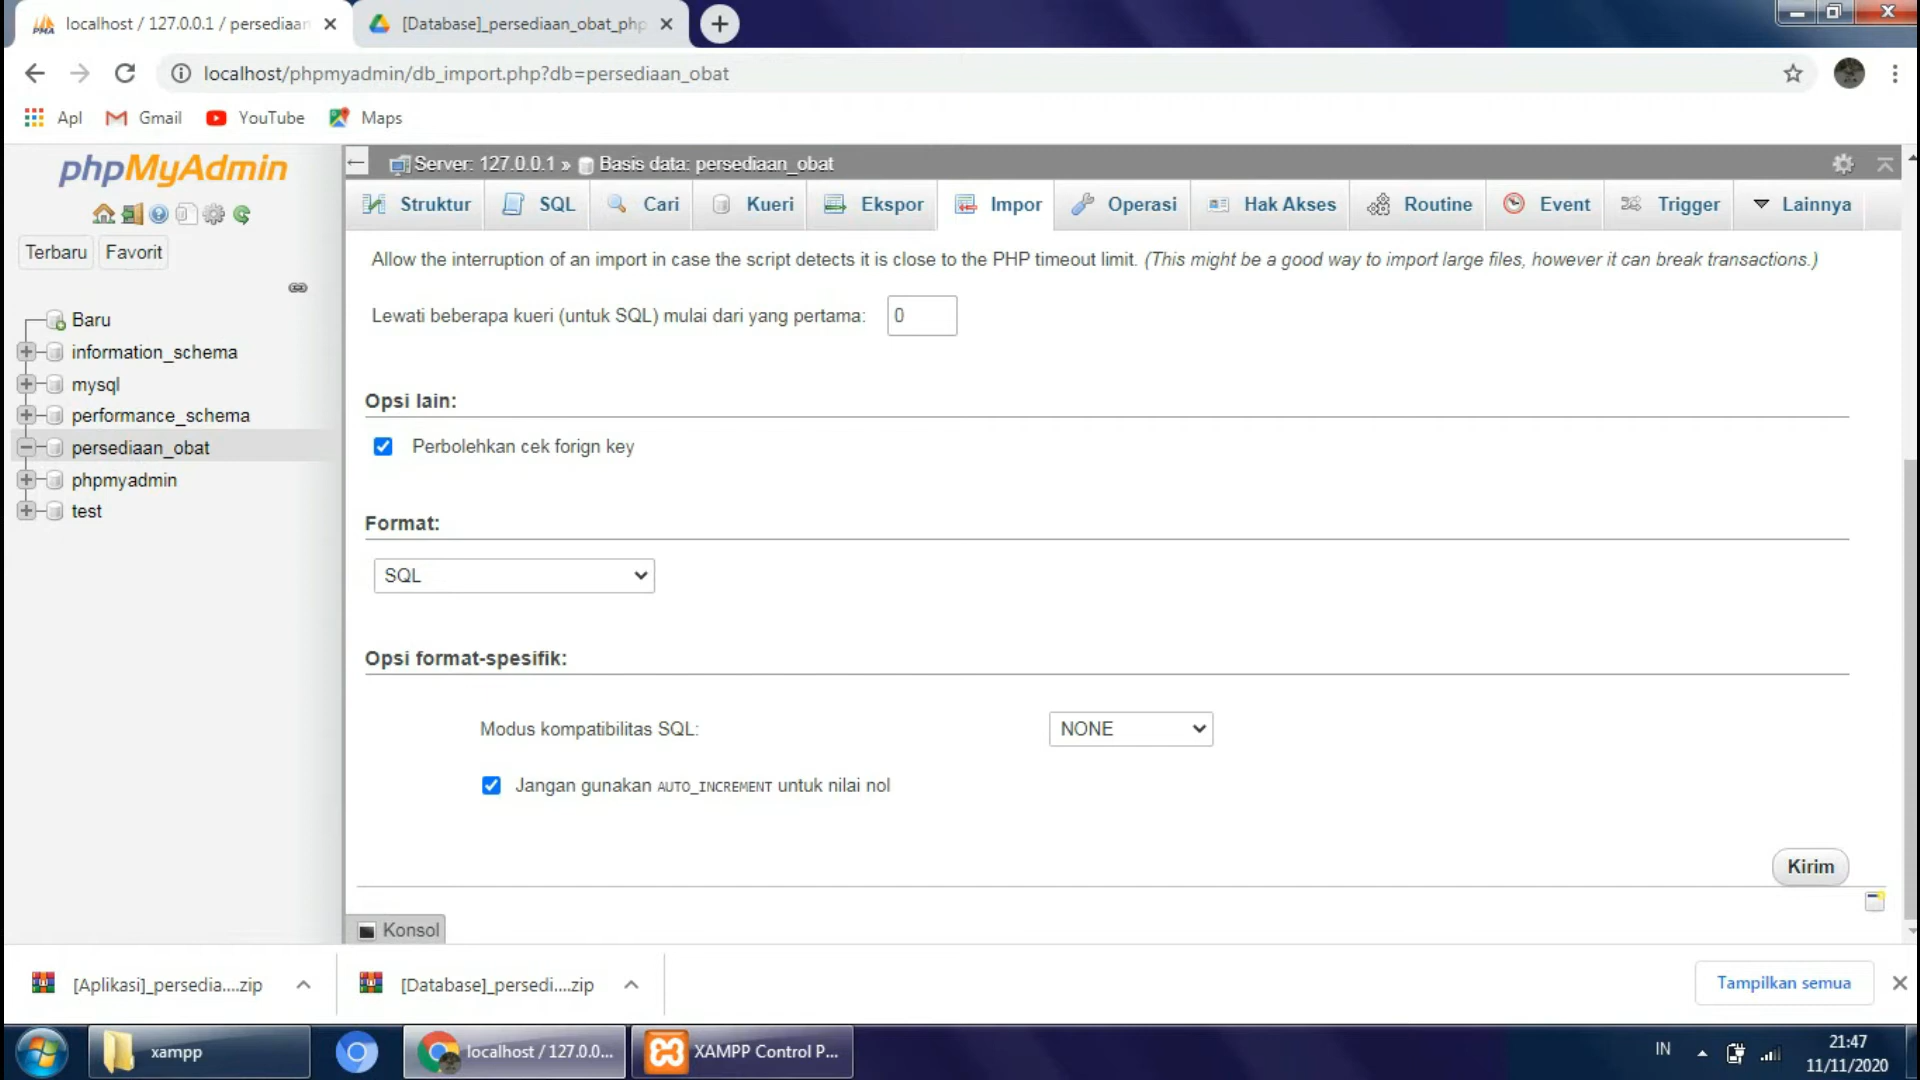 localhost / 127.0.0.1 / persediaan
[Database]_persediaan_obat_php
localhost/phpmyadmin/db_import.php?db=persediaan_obat
Apl Gmail YouTube Maps
phpMyAdmin
Server: 127.0.0.1 » Basis data: persediaan_obat
Struktur SQL Cari Kueri Ekspor Impor Operasi Hak Akses Routine Event Trigger Lainnya
Terbaru Favorit
Baru
information_schema
mysql
performance_schema
persediaan_obat
phpmyadmin
test
Allow the interruption of an import in case the script detects it is close to the PHP timeout limit. (This might be a good way to import large files, however it can break transactions.)
Lewati beberapa kueri (untuk SQL) mulai dari yang pertama: 0
Opsi lain:
Perbolehkan cek forign key
Format:
SQL
Opsi format-spesifik:
Modus kompatibilitas SQL: NONE
Jangan gunakan AUTO_INCREMENT untuk nilai nol
Kirim
Konsol
[Aplikasi]_persedia....zip
[Database]_persedi....zip
Tampilkan semua
xampp
localhost / 127.0.0...
XAMPP Control P...
IN
21:47
11/11/2020